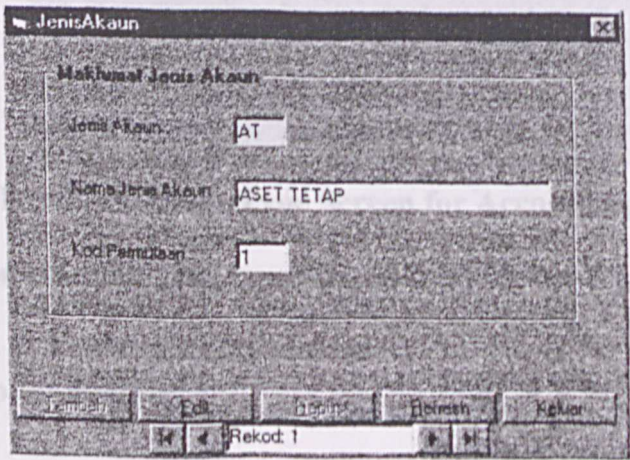 JenisAkaun
Maklumat Jenis Akaun
Jenis Akaun
AT
Nama Jenis Akaun
ASET TETAP
Kod Permulaan
1
Edit
Refresh
Keluar
Rekod: 1